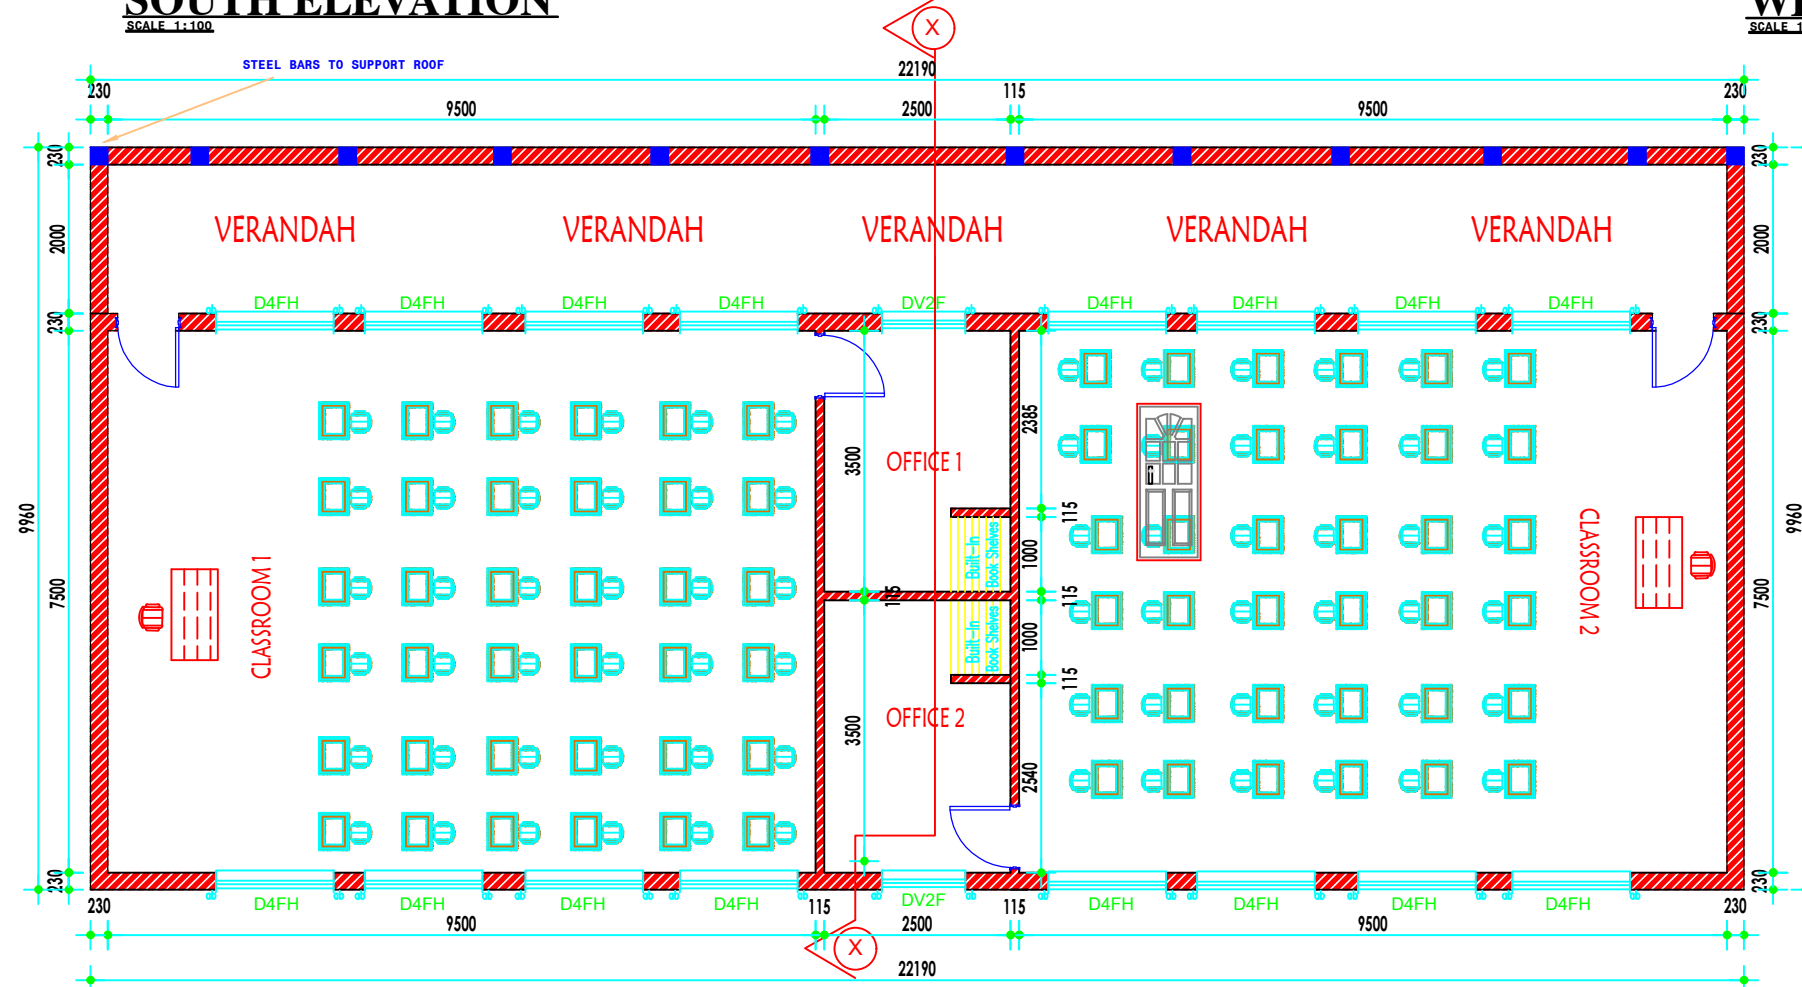 SOUTH ELEVATION
SCALE 1:100
SCALE 1
X
STEEL BARS TO SUPPORT ROOF
22190
230
9500
2500
115
9500
230
230
230
VERANDAH
VERANDAH
VERANDAH
VERANDAH
VERANDAH
2000
2000
D4FH
D4FH
D4FH
D4FH
DV2F
D4FH
D4FH
D4FH
D4FH
230
230
2385
3500
OFFICE 1
9960
115
Built-In
Book Shelves
1000
CLASSROOM 2
9960
7500
CLASSROOM 1
115
115
7500
Built-In
Book Shelves
1000
115
3500
OFFICE 2
2540
230
230
D4FH
D4FH
D4FH
D4FH
DV2F
D4FH
D4FH
D4FH
D4FH
230
9500
115
2500
115
9500
230
X
22190